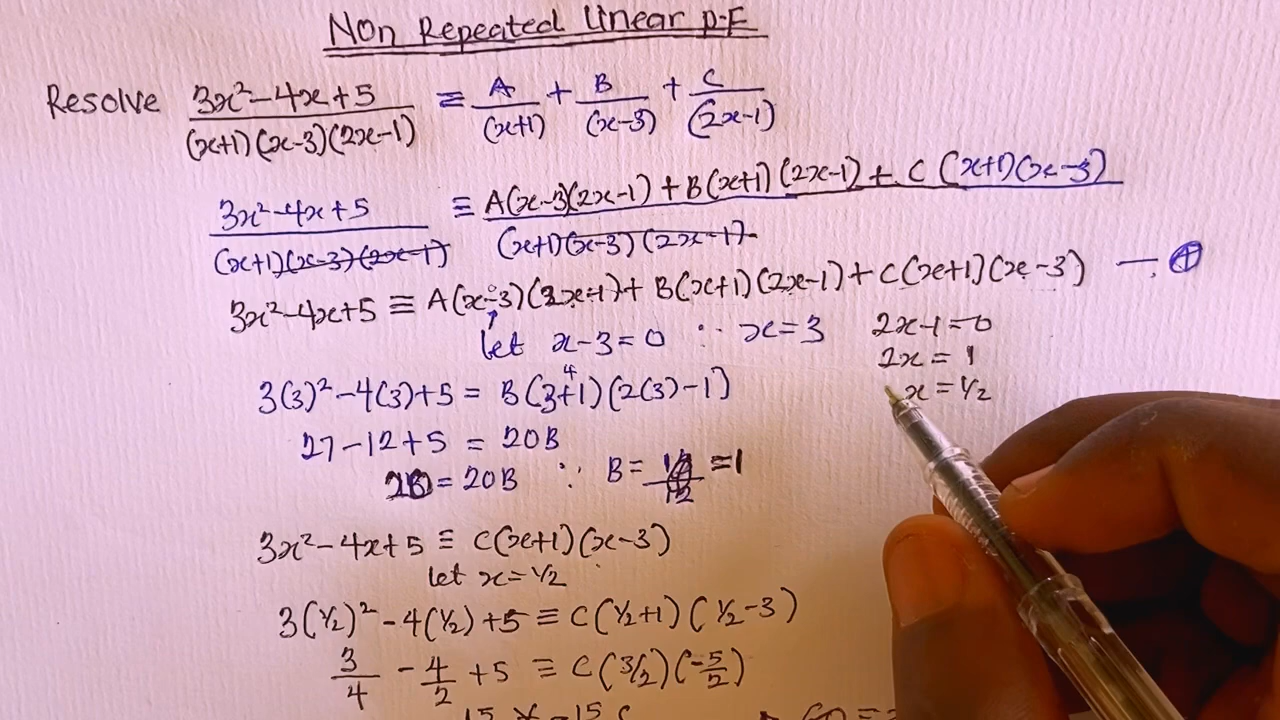 Non Repeated Linear P.F
Resolve (3x²-4x+5)/((x+1)(x-3)(2x-1)) ≡ A/(x+1) + B/(x-3) + C/(2x-1)
(3x²-4x+5)/((x+1)(x-3)(2x-1)) ≡ (A(x-3)(2x-1) + B(x+1)(2x-1) + C(x+1)(x-3))/((x+1)(x-3)(2x-1))
3x²-4x+5 ≡ A(x-3)(2x-1) + B(x+1)(2x-1) + C(x+1)(x-3) — ⊕
let x-3=0 ∴ x=3
2x-1=0
2x = 1
x = 1/2
3(3)²-4(3)+5 = B(3+1)(2(3)-1)
27-12+5 = 20B
20 = 20B ∴ B = =1
3x²-4x+5 ≡ C(x+1)(x-3)
let x=1/2
3(1/2)²-4(1/2)+5 ≡ C(1/2+1)(1/2-3)
3/4 - 4/2 +5 ≡ C(3/2)(-5/2)